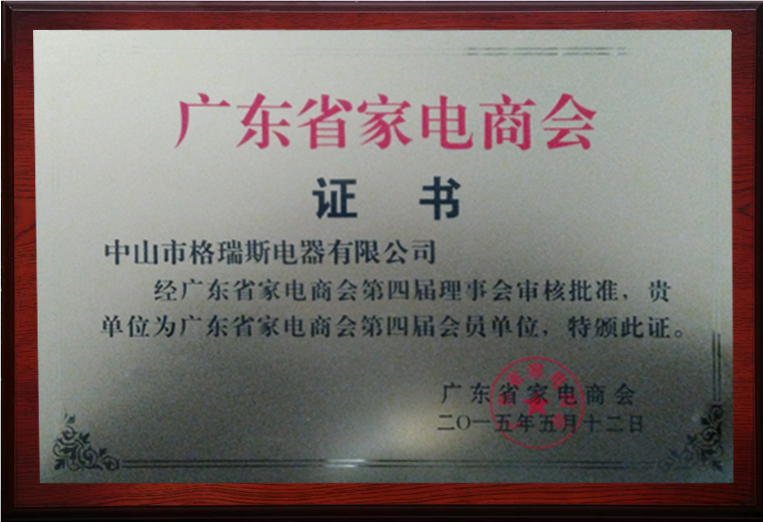 广东省家电商会
证 书
中山市格瑞斯电器有限公司
经广东省家电商会第四届理事会审核批准，贵
单位为广东省家电商会第四届会员单位，特颁此证。
广东省家电商会
二〇一五年五月十二日